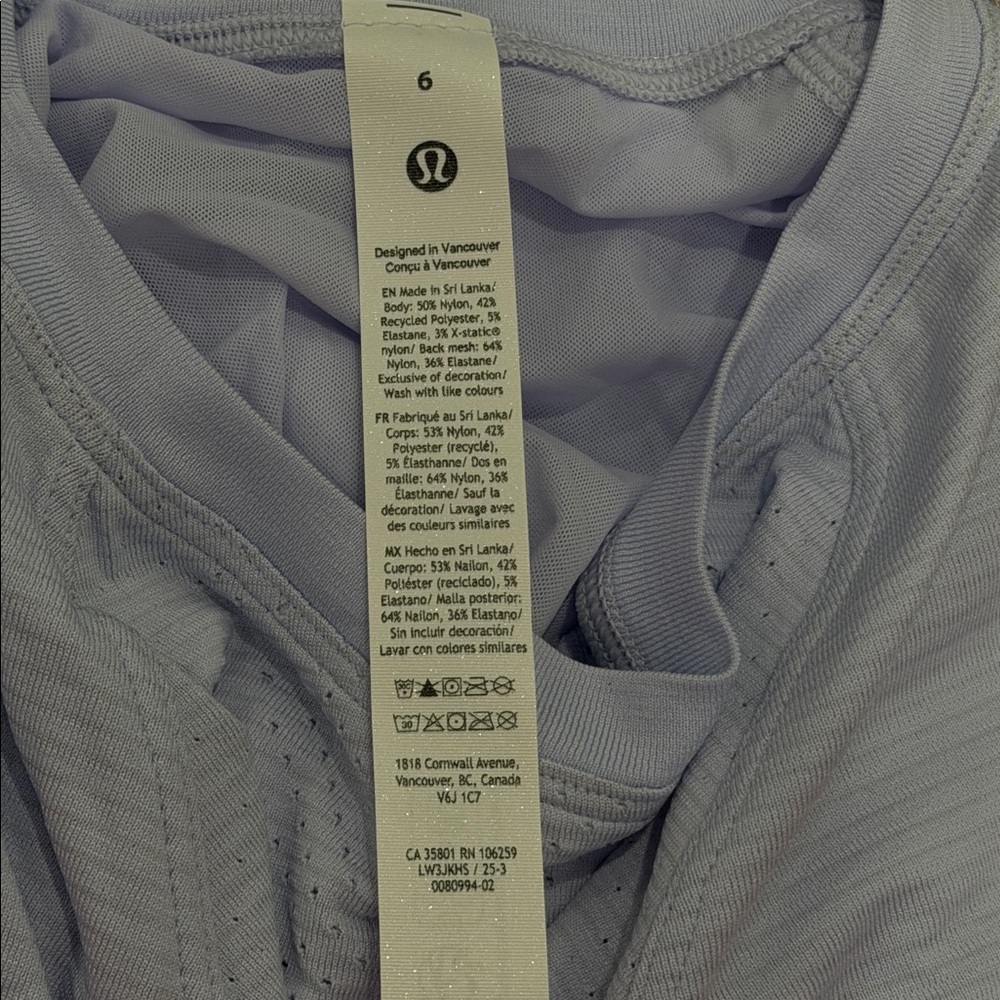 6
Designed in Vancouver
Conçu à Vancouver
EN Made in Sri Lanka/
Body: 50% Nylon, 42%
Recycled Polyester, 5%
Elastane, 3% X-static®
nylon/ Back mesh: 64%
Nylon, 36% Elastane/
Exclusive of decoration/
Wash with like colours
FR Fabriqué au Sri Lanka/
Corps: 53% Nylon, 42%
Polyester (recyclé),
5% Élasthanne/ Dos en
maille: 64% Nylon, 36%
Élasthanne/ Sauf la
décoration/ Lavage avec
des couleurs similaires
MX Hecho en Sri Lanka/
Cuerpo: 53% Nailon, 42%
Poliéster (reciclado), 5%
Elastano/ Malla posterior:
64% Nailon, 36% Elastano/
Sin incluir decoración/
Lavar con colores similares
30
1818 Cornwall Avenue,
Vancouver, BC, Canada
V6J 1C7
CA 35801 RN 106259
LW3JKHS / 25-3
0080994-02